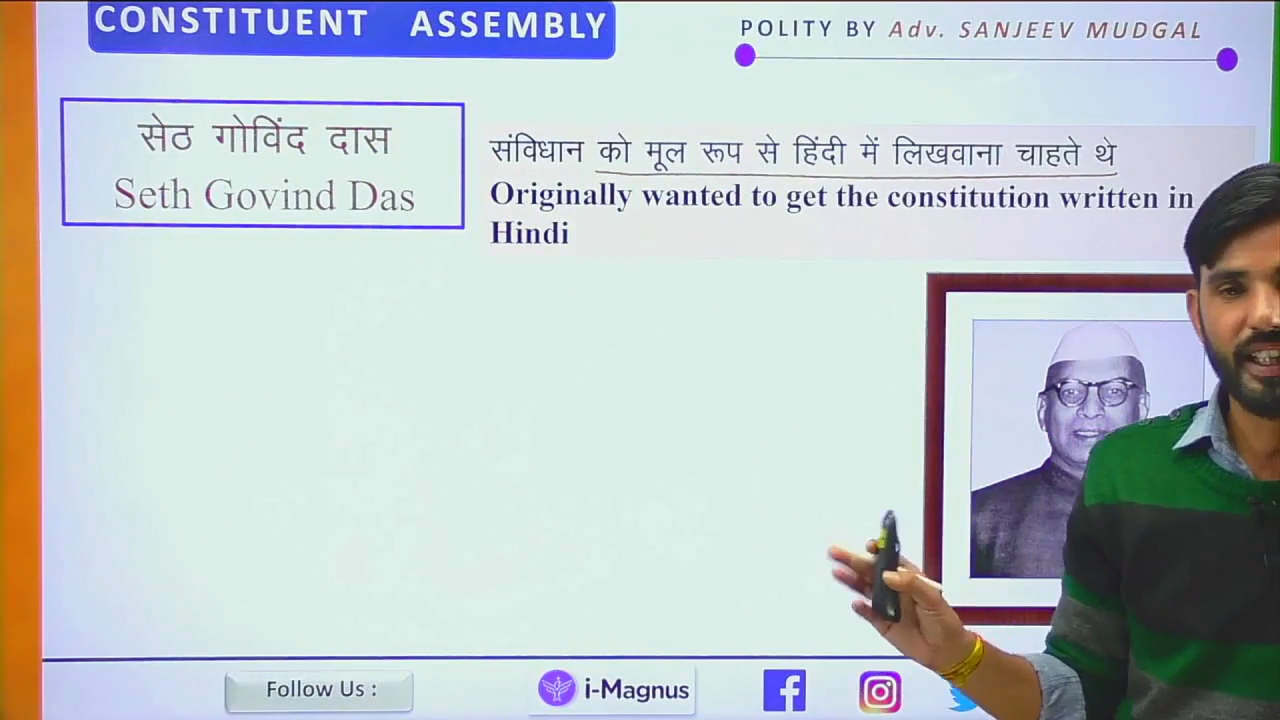 CONSTITUENT ASSEMBLY
POLITY BY Adv. SANJEEV MUDGAL
सेठ गोविंद दास
Seth Govind Das
संविधान को मूल रूप से हिंदी में लिखवाना चाहते थे
Originally wanted to get the constitution written in
Hindi
Follow Us :
i-Magnus